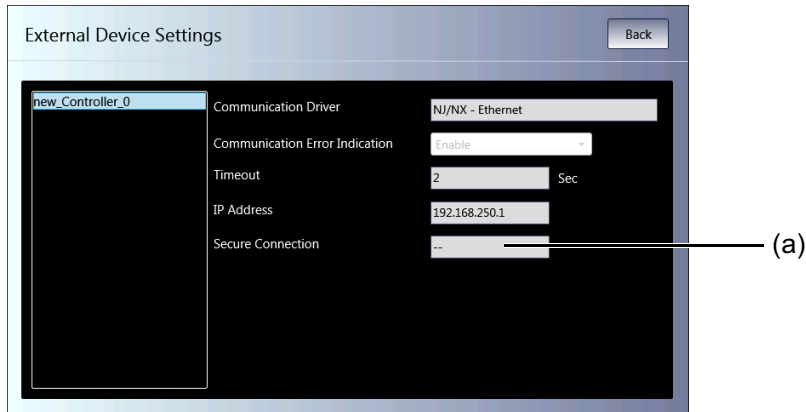 External Device Settings
Back
new_Controller_0
Communication Driver
NJ/NX - Ethernet
Communication Error Indication
Enable
Timeout
2
Sec
IP Address
192.168.250.1
Secure Connection
--
(a)